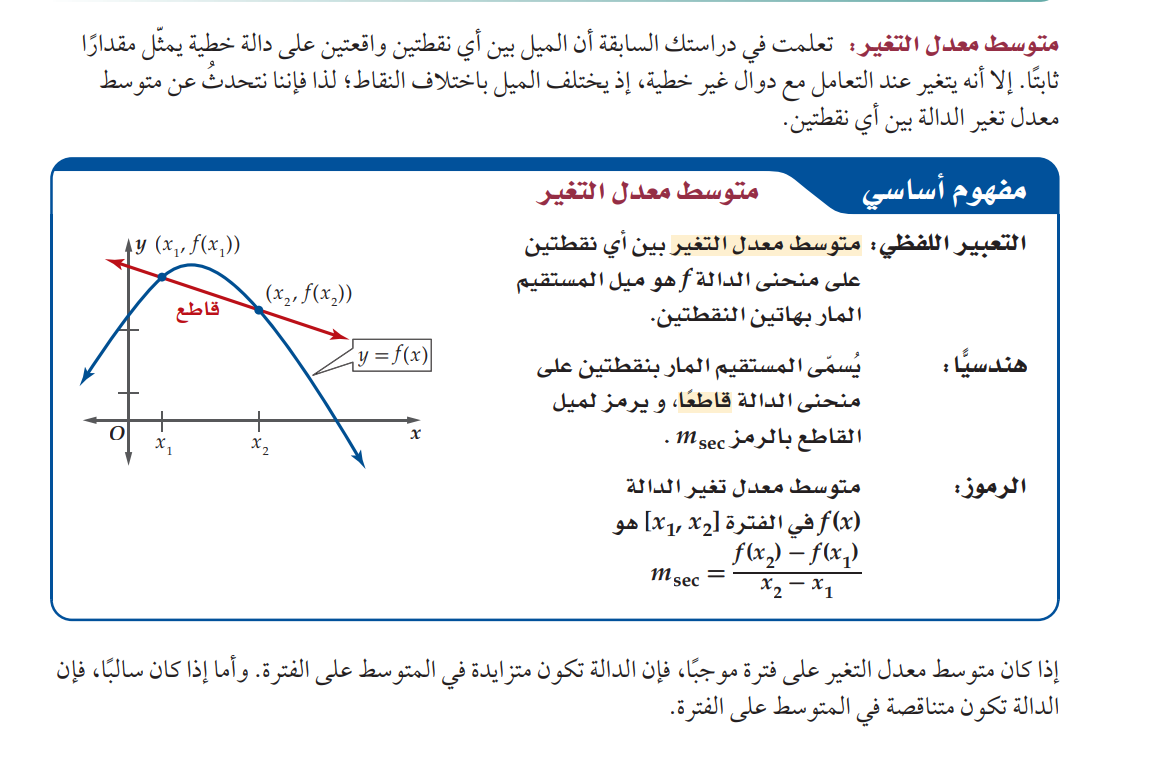 متوسط معدل التغير: تعلمت في دراستك السابقة أن الميل بين أي نقطتين واقعتين على دالة خطية يمثّل مقدارًا
ثابتًا. إلا أنه يتغير عند التعامل مع دوال غير خطية، إذ يختلف الميل باختلاف النقاط؛ لذا فإننا نتحدثُ عن متوسط
معدل تغير الدالة بين أي نقطتين.
مفهوم أساسي
متوسط معدل التغير
التعبير اللفظي: متوسط معدل التغير بين أي نقطتين
على منحنى الدالة f هو ميل المستقيم
المار بهاتين النقطتين.
هندسيًّا: يُسمّى المستقيم المار بنقطتين على
منحنى الدالة قاطعًا، ويرمز لميل
القاطع بالرمز m_sec .
الرموز: متوسط معدل تغير الدالة
f(x) في الفترة [x₁, x₂] هو
m_sec = (f(x₂) − f(x₁)) / (x₂ − x₁)
y (x₁, f(x₁))
(x₂, f(x₂))
قاطع
y = f(x)
O x₁ x₂ x
إذا كان متوسط معدل التغير على فترة موجبًا، فإن الدالة تكون متزايدة في المتوسط على الفترة. وأما إذا كان سالبًا، فإن
الدالة تكون متناقصة في المتوسط على الفترة.